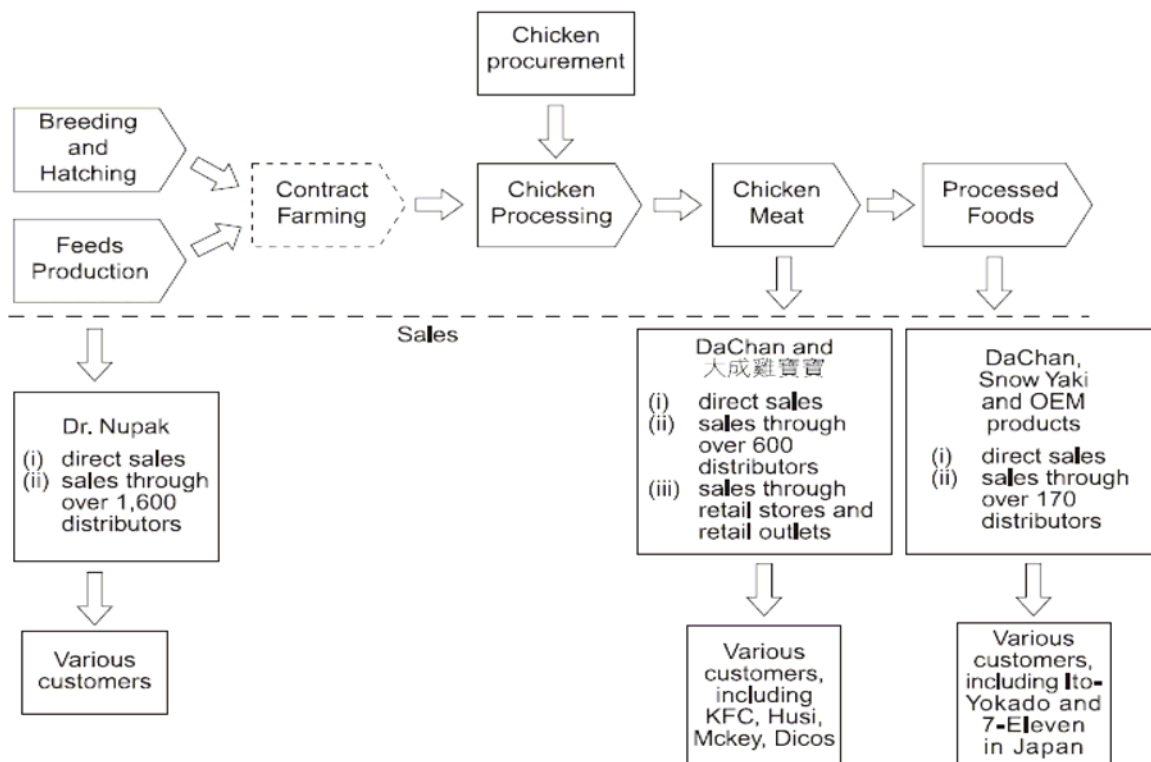 Chicken
procurement
Breeding
and
Hatching
Contract
Farming
Chicken
Processing
Chicken
Meat
Processed
Foods
Feeds
Production
Sales
Dr. Nupak
(i) direct sales
(ii) sales through
over 1,600
distributors
DaChan and
大成雞寶寶
(i) direct sales
(ii) sales through
over 600
distributors
(iii) sales through
retail stores and
retail outlets
DaChan,
Snow Yaki
and OEM
products
(i) direct sales
(ii) sales through
over 170
distributors
Various
customers
Various
customers,
including
KFC, Husi,
Mckey, Dicos
Various
customers,
including Ito-
Yokado and
7-Eleven
in Japan